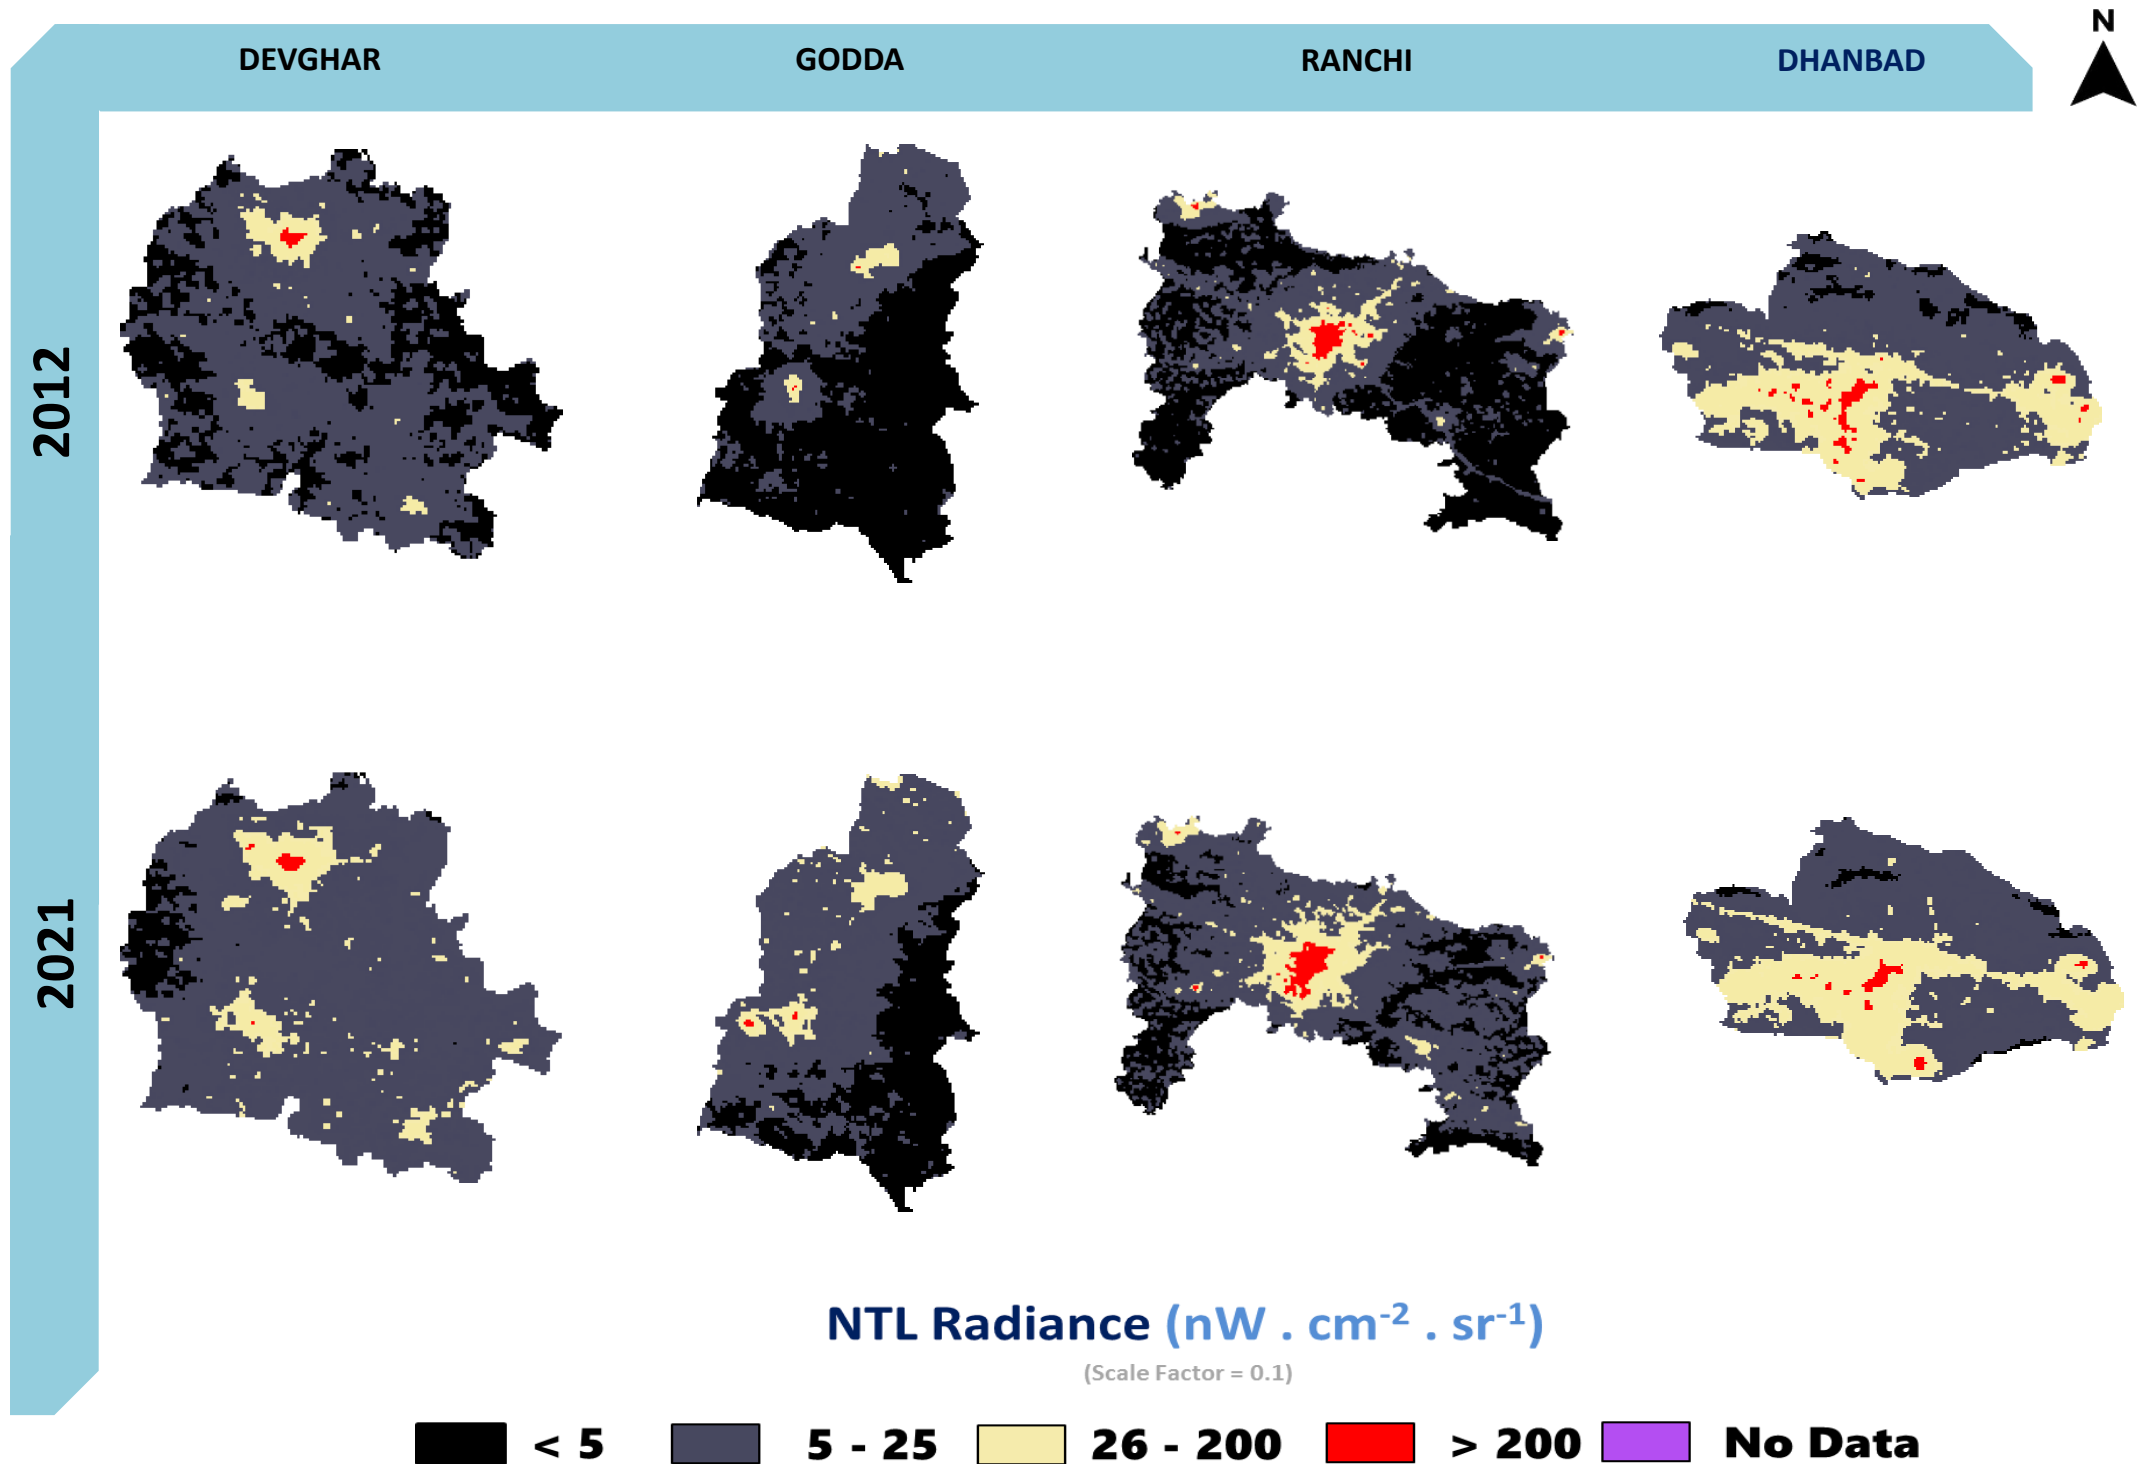 N
DEVGHAR GODDA RANCHI DHANBAD
2012
2021
NTL Radiance (nW . cm⁻² . sr⁻¹)
(Scale Factor = 0.1)
< 5 5 - 25 26 - 200 > 200 No Data